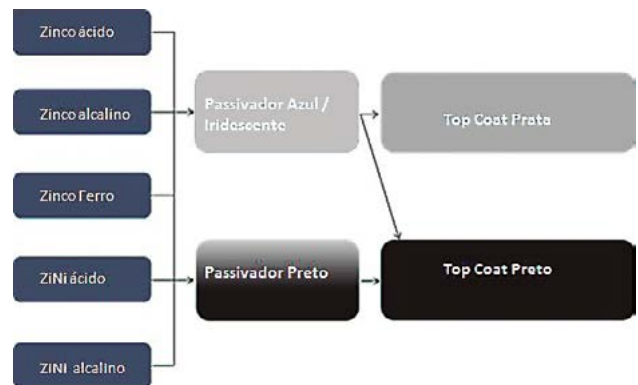 Zinco ácido
Zinco alcalino
Zinco Ferro
ZiNi ácido
ZiNi alcalino
Passivador Azul /
Iridescente
Passivador Preto
Top Coat Prata
Top Coat Preto